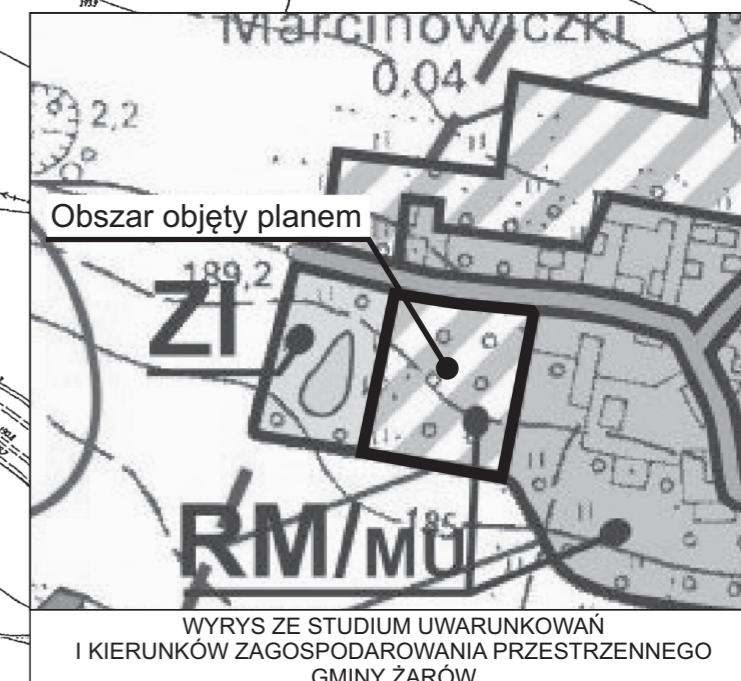 Marcinowiczki
0,04
2,2
Obszar objęty planem
189,2
ZI
RM/MU
185
WYRYS ZE STUDIUM UWARUNKOWAŃ
I KIERUNKÓW ZAGOSPODAROWANIA PRZESTRZENNEGO
GMINY ŻARÓW